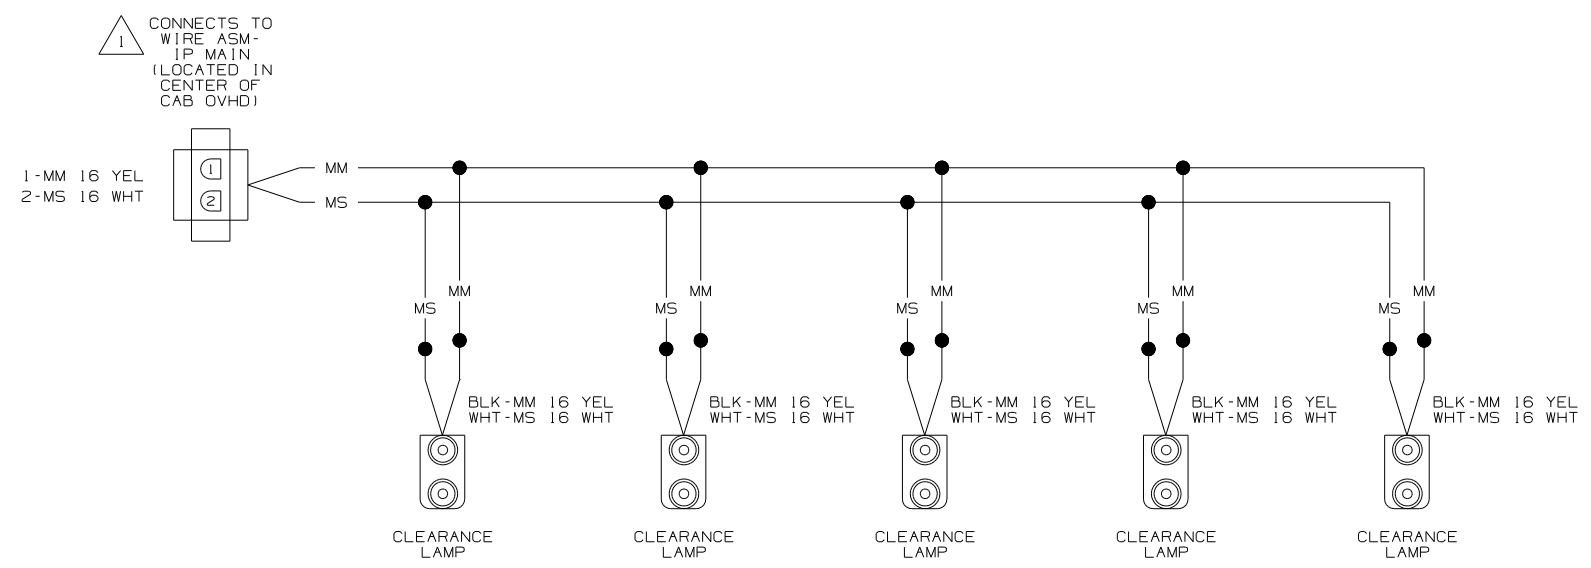 1
CONNECTS TO
WIRE ASM-
IP MAIN
(LOCATED IN
CENTER OF
CAB OVHD)
1-MM 16 YEL
2-MS 16 WHT
1
2
MM
MS
MM
MS
MM
MS
MM
MS
MM
MS
MM
MS
BLK-MM 16 YEL
WHT-MS 16 WHT
BLK-MM 16 YEL
WHT-MS 16 WHT
BLK-MM 16 YEL
WHT-MS 16 WHT
BLK-MM 16 YEL
WHT-MS 16 WHT
BLK-MM 16 YEL
WHT-MS 16 WHT
CLEARANCE
LAMP
CLEARANCE
LAMP
CLEARANCE
LAMP
CLEARANCE
LAMP
CLEARANCE
LAMP